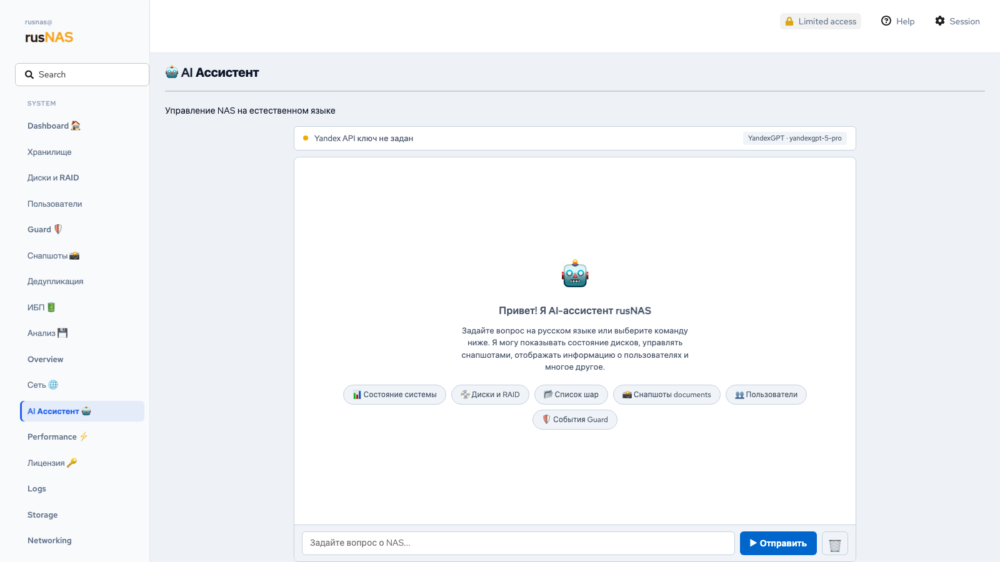 rusnas@
rusNAS
Search
SYSTEM
Dashboard
Хранилище
Диски и RAID
Пользователи
Guard
Снапшоты
Дедупликация
ИБП
Анализ
Overview
Сеть
AI Ассистент
Performance
Лицензия
Logs
Storage
Networking
Limited access
Help
Session
AI Ассистент
Управление NAS на естественном языке
Yandex API ключ не задан
YandexGPT · yandexgpt-5-pro
Привет! Я AI-ассистент rusNAS
Задайте вопрос на русском языке или выберите команду
ниже. Я могу показывать состояние дисков, управлять
снапшотами, отображать информацию о пользователях и
многое другое.
Состояние системы
Диски и RAID
Список шар
Снапшоты documents
Пользователи
События Guard
Задайте вопрос о NAS...
Отправить